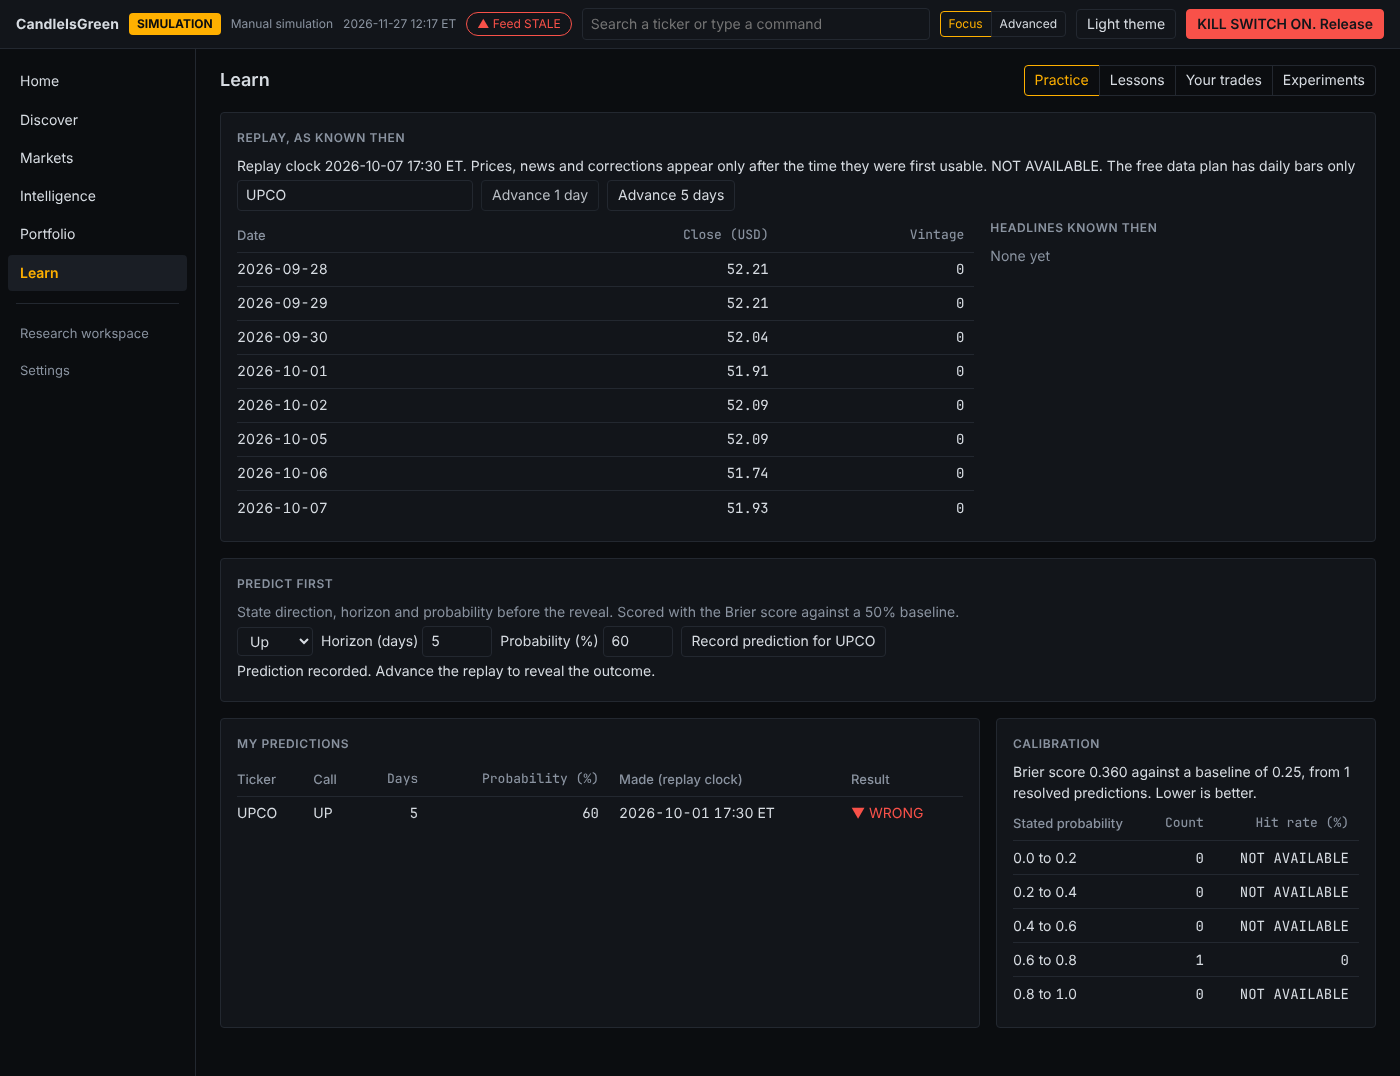 CandleIsGreen SIMULATION Manual simulation 2026-11-27 12:17 ET ▲ Feed STALE Search a ticker or type a command Focus Advanced Light theme KILL SWITCH ON. Release
Home
Discover
Markets
Intelligence
Portfolio
Learn
Research workspace
Settings
Learn
Practice Lessons Your trades Experiments
REPLAY, AS KNOWN THEN
Replay clock 2026-10-07 17:30 ET. Prices, news and corrections appear only after the time they were first usable. NOT AVAILABLE. The free data plan has daily bars only
UPCO Advance 1 day Advance 5 days
Date Close (USD) Vintage
2026-09-28 52.21 0
2026-09-29 52.21 0
2026-09-30 52.04 0
2026-10-01 51.91 0
2026-10-02 52.09 0
2026-10-05 52.09 0
2026-10-06 51.74 0
2026-10-07 51.93 0
HEADLINES KNOWN THEN
None yet
PREDICT FIRST
State direction, horizon and probability before the reveal. Scored with the Brier score against a 50% baseline.
Up Horizon (days) 5 Probability (%) 60 Record prediction for UPCO
Prediction recorded. Advance the replay to reveal the outcome.
MY PREDICTIONS
Ticker Call Days Probability (%) Made (replay clock) Result
UPCO UP 5 60 2026-10-01 17:30 ET ▼ WRONG
CALIBRATION
Brier score 0.360 against a baseline of 0.25, from 1
resolved predictions. Lower is better.
Stated probability Count Hit rate (%)
0.0 to 0.2 0 NOT AVAILABLE
0.2 to 0.4 0 NOT AVAILABLE
0.4 to 0.6 0 NOT AVAILABLE
0.6 to 0.8 1 0
0.8 to 1.0 0 NOT AVAILABLE